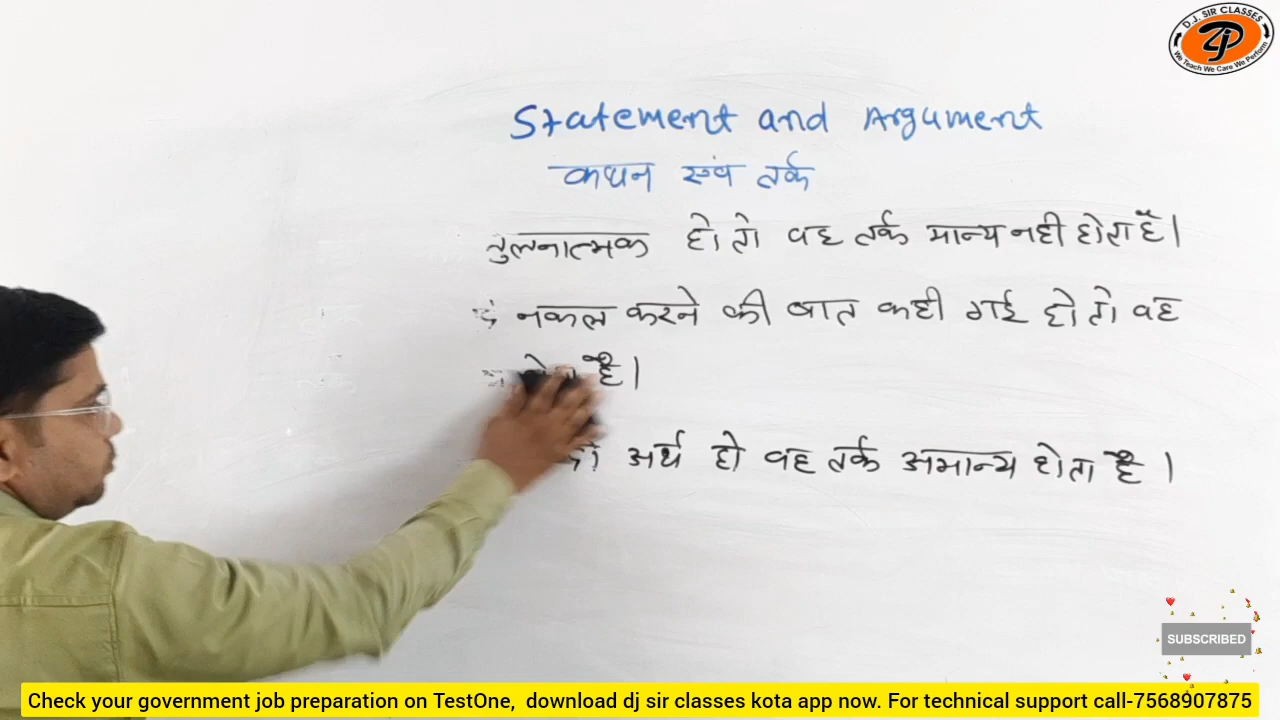 D.J. SIR CLASSES
We Teach We Care We Perform
Statement and Argument
कथन एवं तर्क
तुलनात्मक हो तो वह तर्क मान्य नही होता है।
नकल करने की बात कही गई हो तो वह
है।
अर्थ हो वह तर्क अमान्य होता है।
SUBSCRIBED
Check your government job preparation on TestOne, download dj sir classes kota app now. For technical support call-7568907875